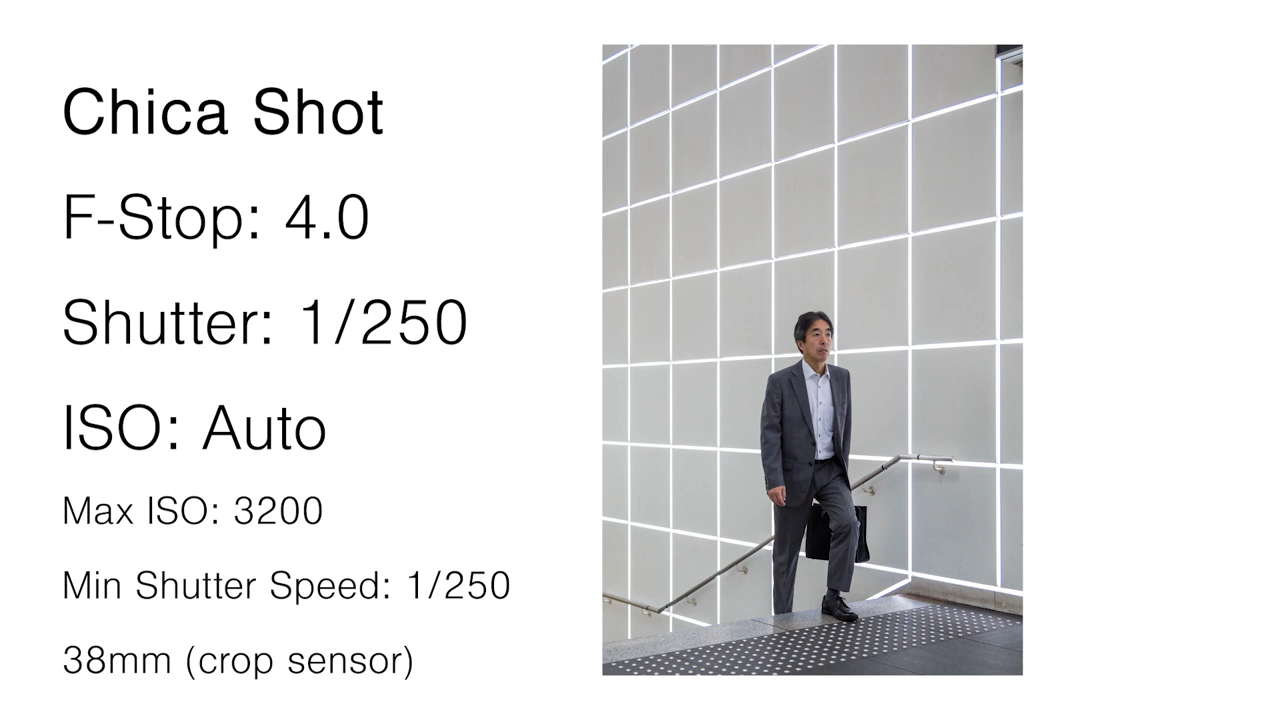 Chica Shot
F-Stop: 4.0
Shutter: 1/250
ISO: Auto
Max ISO: 3200
Min Shutter Speed: 1/250
38mm (crop sensor)